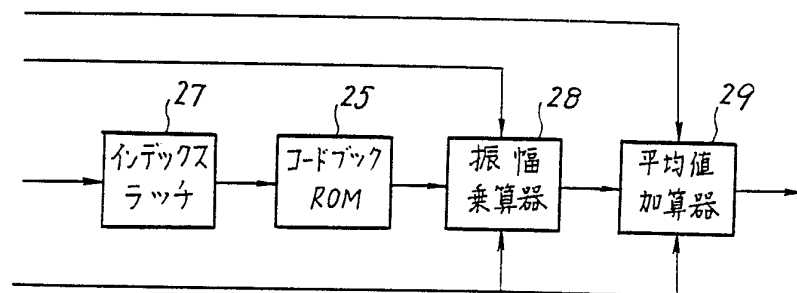 27
25
28
29
インデックス
ラッチ
コードブック
ROM
振幅
乗算器
平均値
加算器